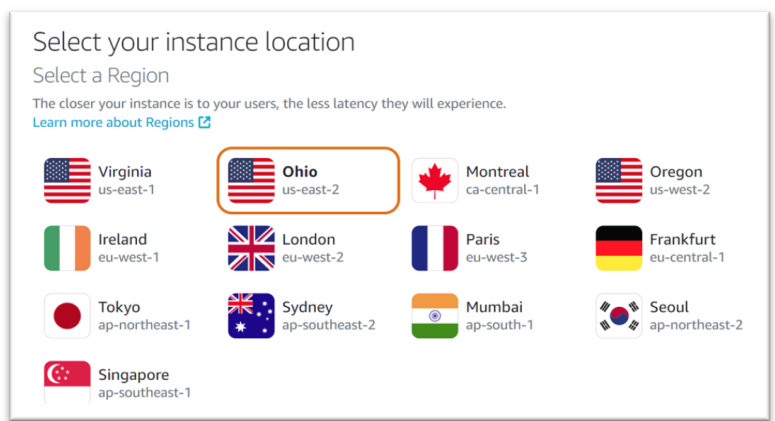 Select your instance location
Select a Region
The closer your instance is to your users, the less latency they will experience.
Learn more about Regions
Virginia
us-east-1
Ohio
us-east-2
Montreal
ca-central-1
Oregon
us-west-2
Ireland
eu-west-1
London
eu-west-2
Paris
eu-west-3
Frankfurt
eu-central-1
Tokyo
ap-northeast-1
Sydney
ap-southeast-2
Mumbai
ap-south-1
Seoul
ap-northeast-2
Singapore
ap-southeast-1